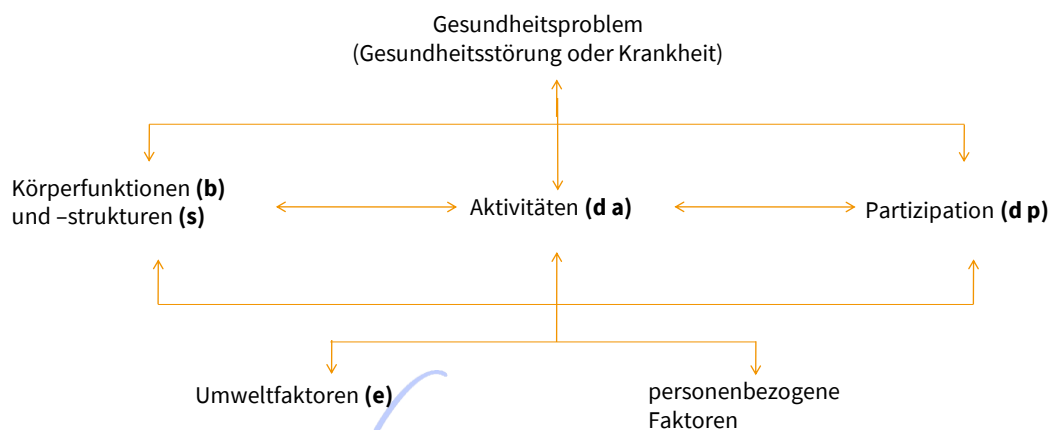 Gesundheitsproblem
(Gesundheitsstörung oder Krankheit)
Körperfunktionen (b)
und –strukturen (s)
Aktivitäten (d a)
Partizipation (d p)
Umweltfaktoren (e)
personenbezogene
Faktoren